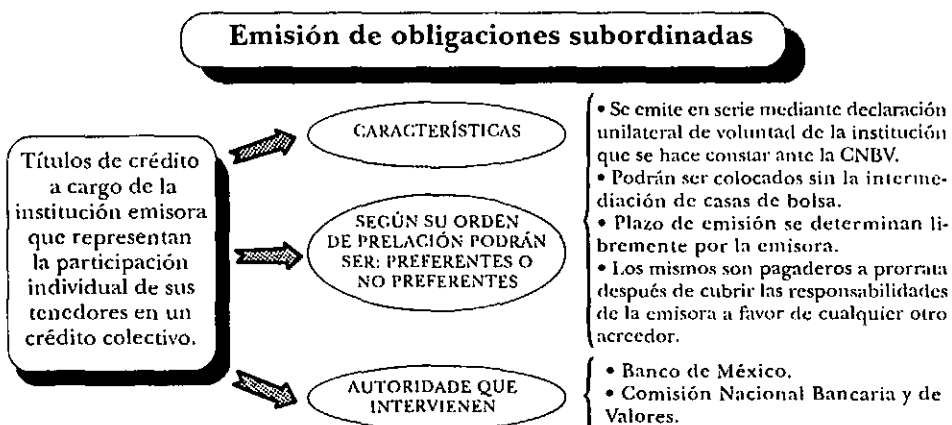 Emisión de obligaciones subordinadas
Títulos de crédito
a cargo de la
institución emisora
que representan
la participación
individual de sus
tenedores en un
crédito colectivo.
CARACTERÍSTICAS
• Se emite en serie mediante declaración
unilateral de voluntad de la institución
que se hace constar ante la CNBV.
• Podrán ser colocados sin la interme-
diación de casas de bolsa.
• Plazo de emisión se determinan li-
bremente por la emisora.
• Los mismos son pagaderos a prorrata
después de cubrir las responsabilidades
de la emisora a favor de cualquier otro
acreedor.
SEGÚN SU ORDEN
DE PRELACIÓN PODRÁN
SER: PREFERENTES O
NO PREFERENTES
AUTORIDADE QUE
INTERVIENEN
• Banco de México.
• Comisión Nacional Bancaria y de
Valores.